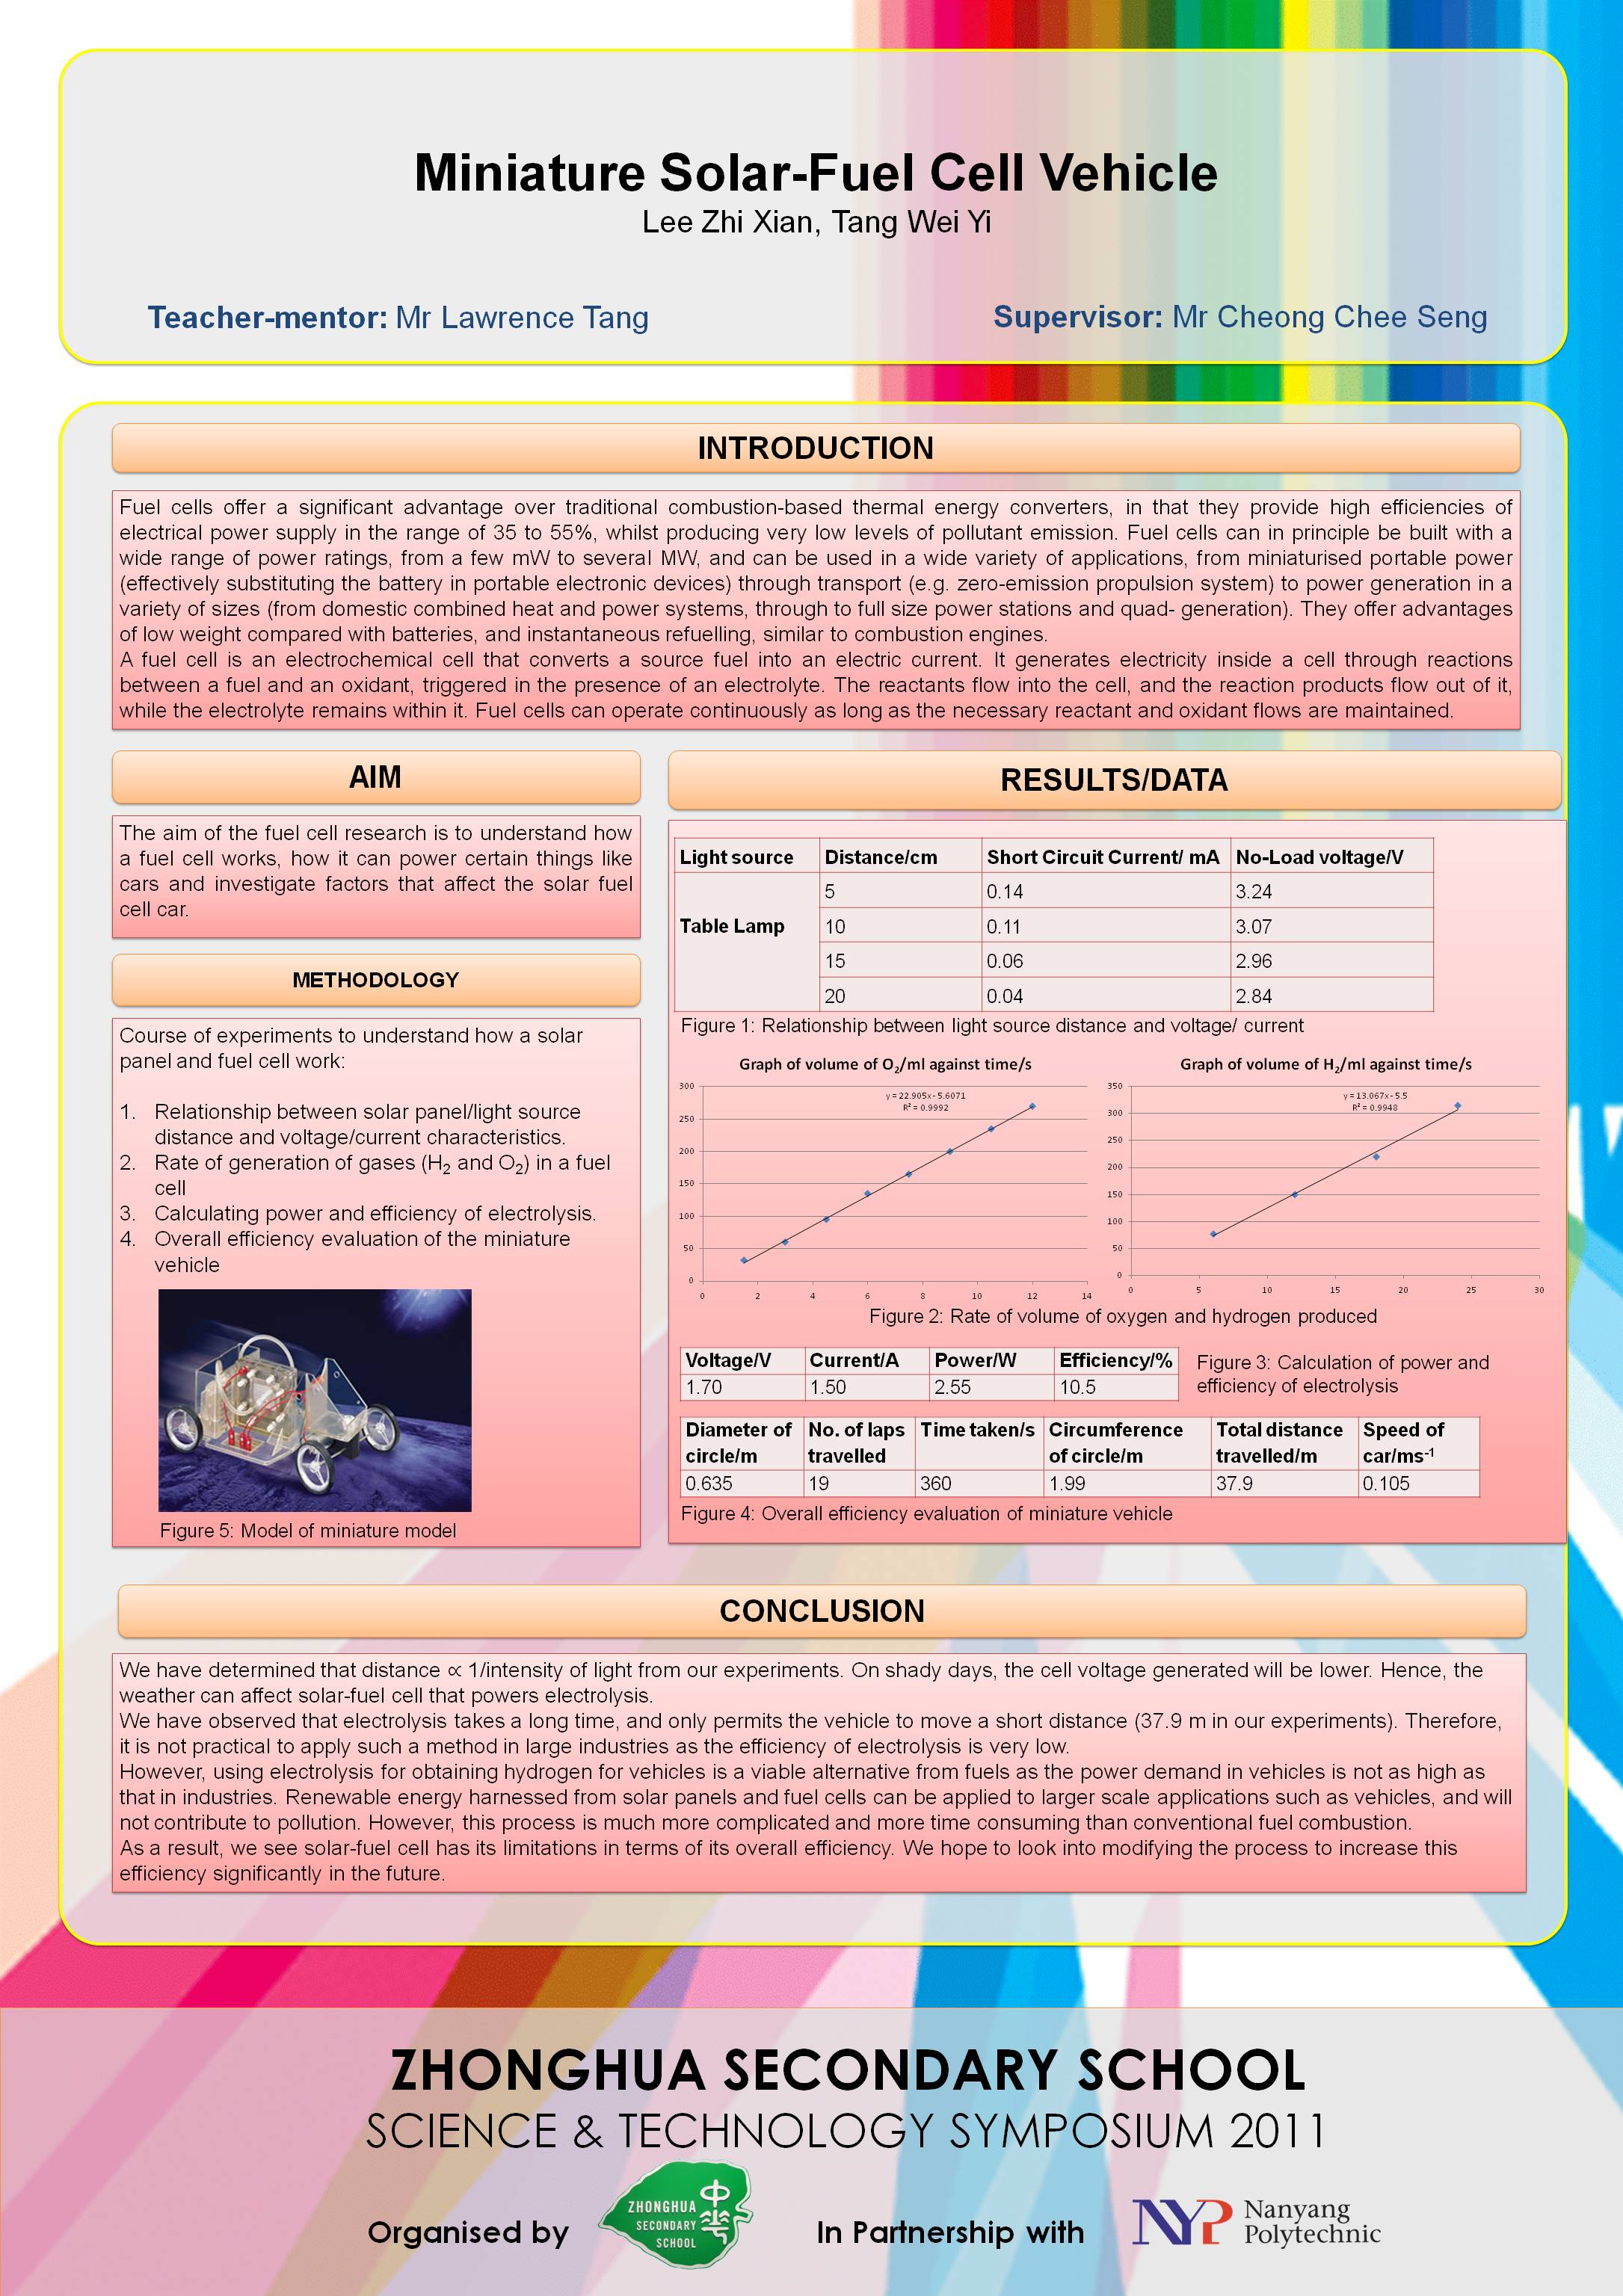 Miniature Solar-Fuel Cell Vehicle
Lee Zhi Xian, Tang Wei Yi
Teacher-mentor: Mr Lawrence Tang
Supervisor: Mr Cheong Chee Seng
INTRODUCTION
Fuel cells offer a significant advantage over traditional combustion-based thermal energy converters, in that they provide high efficiencies of
electrical power supply in the range of 35 to 55%, whilst producing very low levels of pollutant emission. Fuel cells can in principle be built with a
wide range of power ratings, from a few mW to several MW, and can be used in a wide variety of applications, from miniaturised portable power
(effectively substituting the battery in portable electronic devices) through transport (e.g. zero-emission propulsion system) to power generation in a
variety of sizes (from domestic combined heat and power systems, through to full size power stations and quad- generation). They offer advantages
of low weight compared with batteries, and instantaneous refuelling, similar to combustion engines.
A fuel cell is an electrochemical cell that converts a source fuel into an electric current. It generates electricity inside a cell through reactions
between a fuel and an oxidant, triggered in the presence of an electrolyte. The reactants flow into the cell, and the reaction products flow out of it,
while the electrolyte remains within it. Fuel cells can operate continuously as long as the necessary reactant and oxidant flows are maintained.
AIM
The aim of the fuel cell research is to understand how
a fuel cell works, how it can power certain things like
cars and investigate factors that affect the solar fuel
cell car.
METHODOLOGY
Course of experiments to understand how a solar
panel and fuel cell work:
1. Relationship between solar panel/light source
distance and voltage/current characteristics.
2. Rate of generation of gases (H₂ and O₂) in a fuel
cell
3. Calculating power and efficiency of electrolysis.
4. Overall efficiency evaluation of the miniature
vehicle
Figure 5: Model of miniature model
RESULTS/DATA
Light source Distance/cm Short Circuit Current/ mA No-Load voltage/V
5 0.14 3.24
Table Lamp 10 0.11 3.07
15 0.06 2.96
20 0.04 2.84
Figure 1: Relationship between light source distance and voltage/ current
Graph of volume of O₂/ml against time/s
y = 22.905x - 5.6071
R² = 0.9992
300
250
200
150
100
50
0
0 2 4 6 8 10 12 14
Graph of volume of H₂/ml against time/s
y = 13.067x - 5.5
R² = 0.9948
350
300
250
200
150
100
50
0
0 5 10 15 20 25 30
Figure 2: Rate of volume of oxygen and hydrogen produced
Voltage/V Current/A Power/W Efficiency/%
1.70 1.50 2.55 10.5
Figure 3: Calculation of power and
efficiency of electrolysis
Diameter of No. of laps Time taken/s Circumference Total distance Speed of
circle/m travelled of circle/m travelled/m car/ms⁻¹
0.635 19 360 1.99 37.9 0.105
Figure 4: Overall efficiency evaluation of miniature vehicle
CONCLUSION
We have determined that distance ∝ 1/intensity of light from our experiments. On shady days, the cell voltage generated will be lower. Hence, the
weather can affect solar-fuel cell that powers electrolysis.
We have observed that electrolysis takes a long time, and only permits the vehicle to move a short distance (37.9 m in our experiments). Therefore,
it is not practical to apply such a method in large industries as the efficiency of electrolysis is very low.
However, using electrolysis for obtaining hydrogen for vehicles is a viable alternative from fuels as the power demand in vehicles is not as high as
that in industries. Renewable energy harnessed from solar panels and fuel cells can be applied to larger scale applications such as vehicles, and will
not contribute to pollution. However, this process is much more complicated and more time consuming than conventional fuel combustion.
As a result, we see solar-fuel cell has its limitations in terms of its overall efficiency. We hope to look into modifying the process to increase this
efficiency significantly in the future.
ZHONGHUA SECONDARY SCHOOL
SCIENCE & TECHNOLOGY SYMPOSIUM 2011
Organised by
ZHONGHUA
SECONDARY
SCHOOL
In Partnership with
NYP
Nanyang
Polytechnic